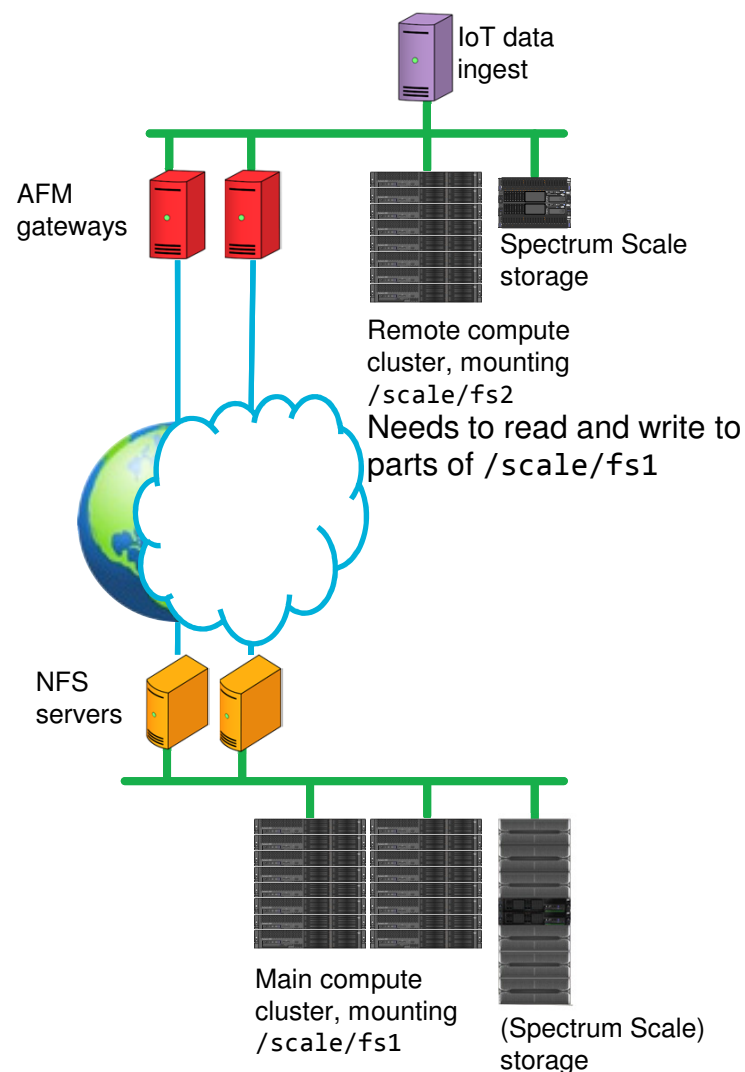 IoT data
ingest
AFM
gateways
Spectrum Scale
storage
Remote compute
cluster, mounting
/scale/fs2
Needs to read and write to
parts of /scale/fs1
NFS
servers
Main compute
cluster, mounting
/scale/fs1
(Spectrum Scale)
storage